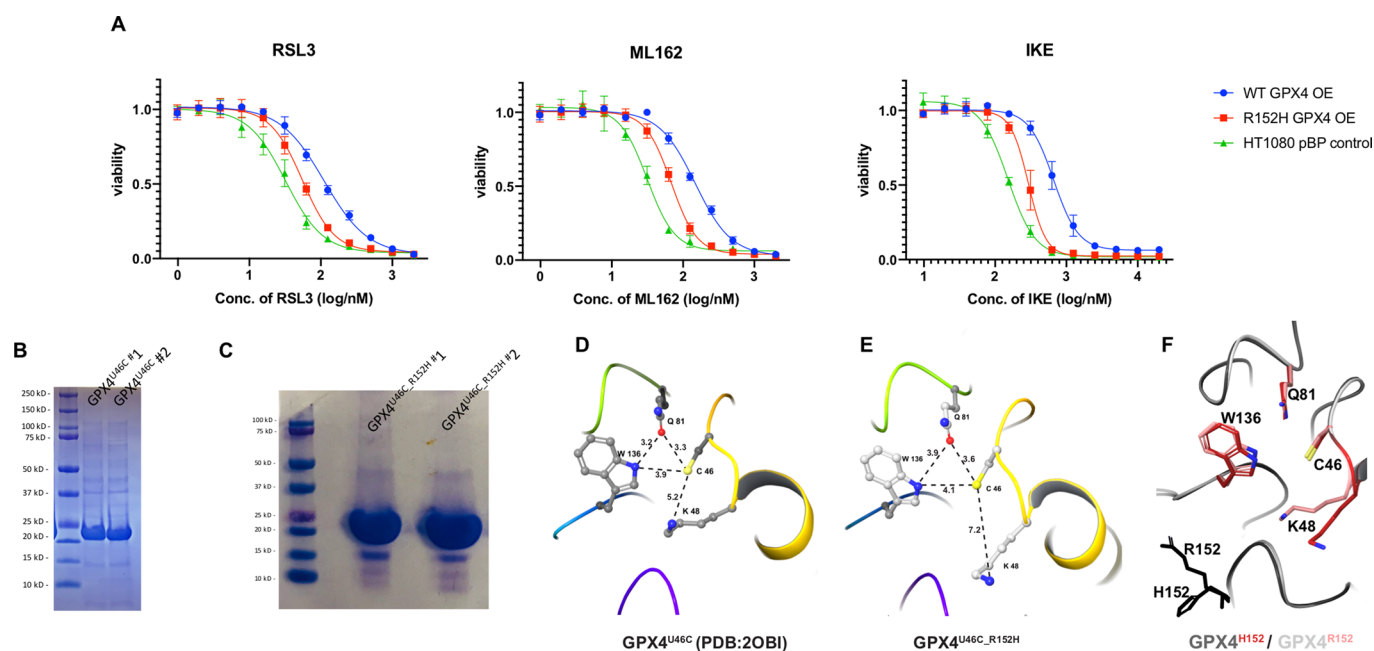 A
RSL3
ML162
IKE
viability
1.0
0.5
0.0
0
1
2
3
Conc. of RSL3 (log/nM)
viability
1.0
0.5
0.0
0
1
2
3
Conc. of ML162 (log/nM)
viability
1.0
0.5
0.0
1
2
3
4
Conc. of IKE (log/nM)
WT GPX4 OE
R152H GPX4 OE
HT1080 pBP control
B
GPX4U46C #1
GPX4U46C #2
250 kD
150 kD
100 kD
75 kD
50 kD
37 kD
25 kD
20 kD
15 kD
10 kD
C
GPX4U46C_R152H #1
GPX4U46C_R152H #2
100 kD
75 kD
50 kD
37 kD
25 kD
20 kD
15 kD
10 kD
D
Q 81
W 136
3.2
3.3
3.9
C 46
5.2
K 48
GPX4U46C (PDB:2OBI)
E
Q 81
W 136
3.9
3.6
4.1
C 46
7.2
K 48
GPX4U46C_R152H
F
Q81
W136
C46
K48
R152
H152
GPX4H152 / GPX4R152